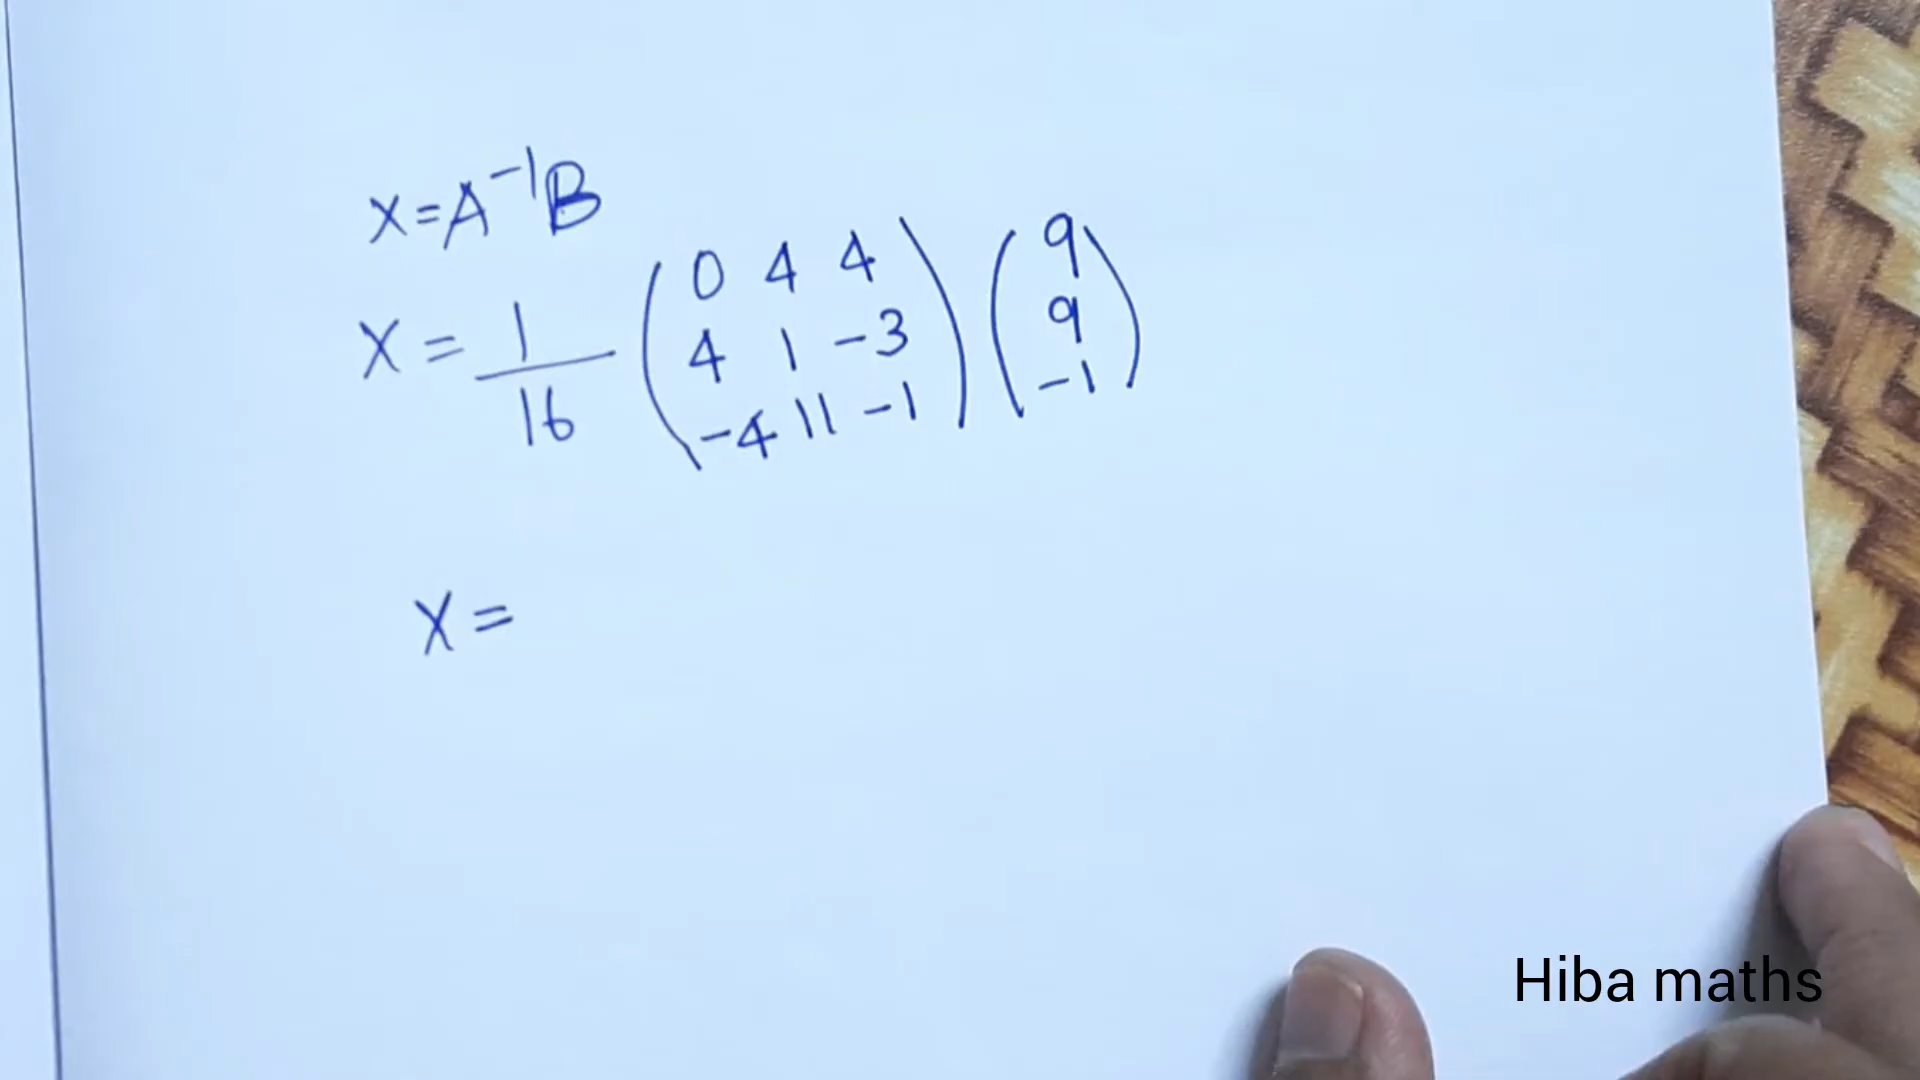 X=A⁻¹B
X = 1/16 (0 4 4
4 1 -3
-4 11 -1) (9
9
-1)
X =
Hiba maths